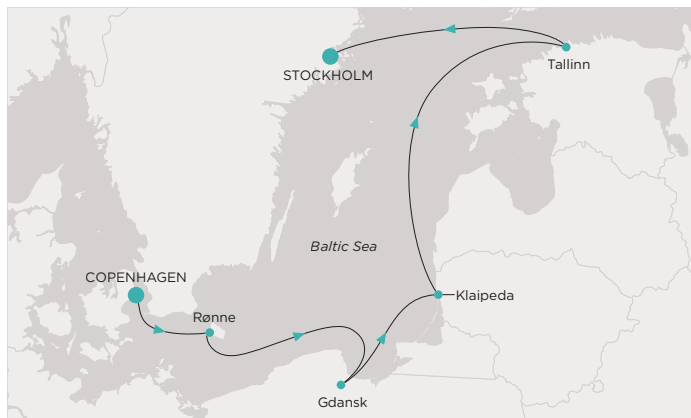 STOCKHOLM
Tallinn
Baltic Sea
COPENHAGEN
Klaipeda
Rønne
Gdansk